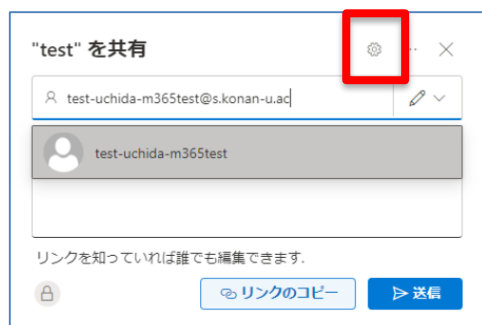 "test" を共有
test-uchida-m365test@s.konan-u.ac
test-uchida-m365test
リンクを知っていれば誰でも編集できます.
リンクのコピー
送信